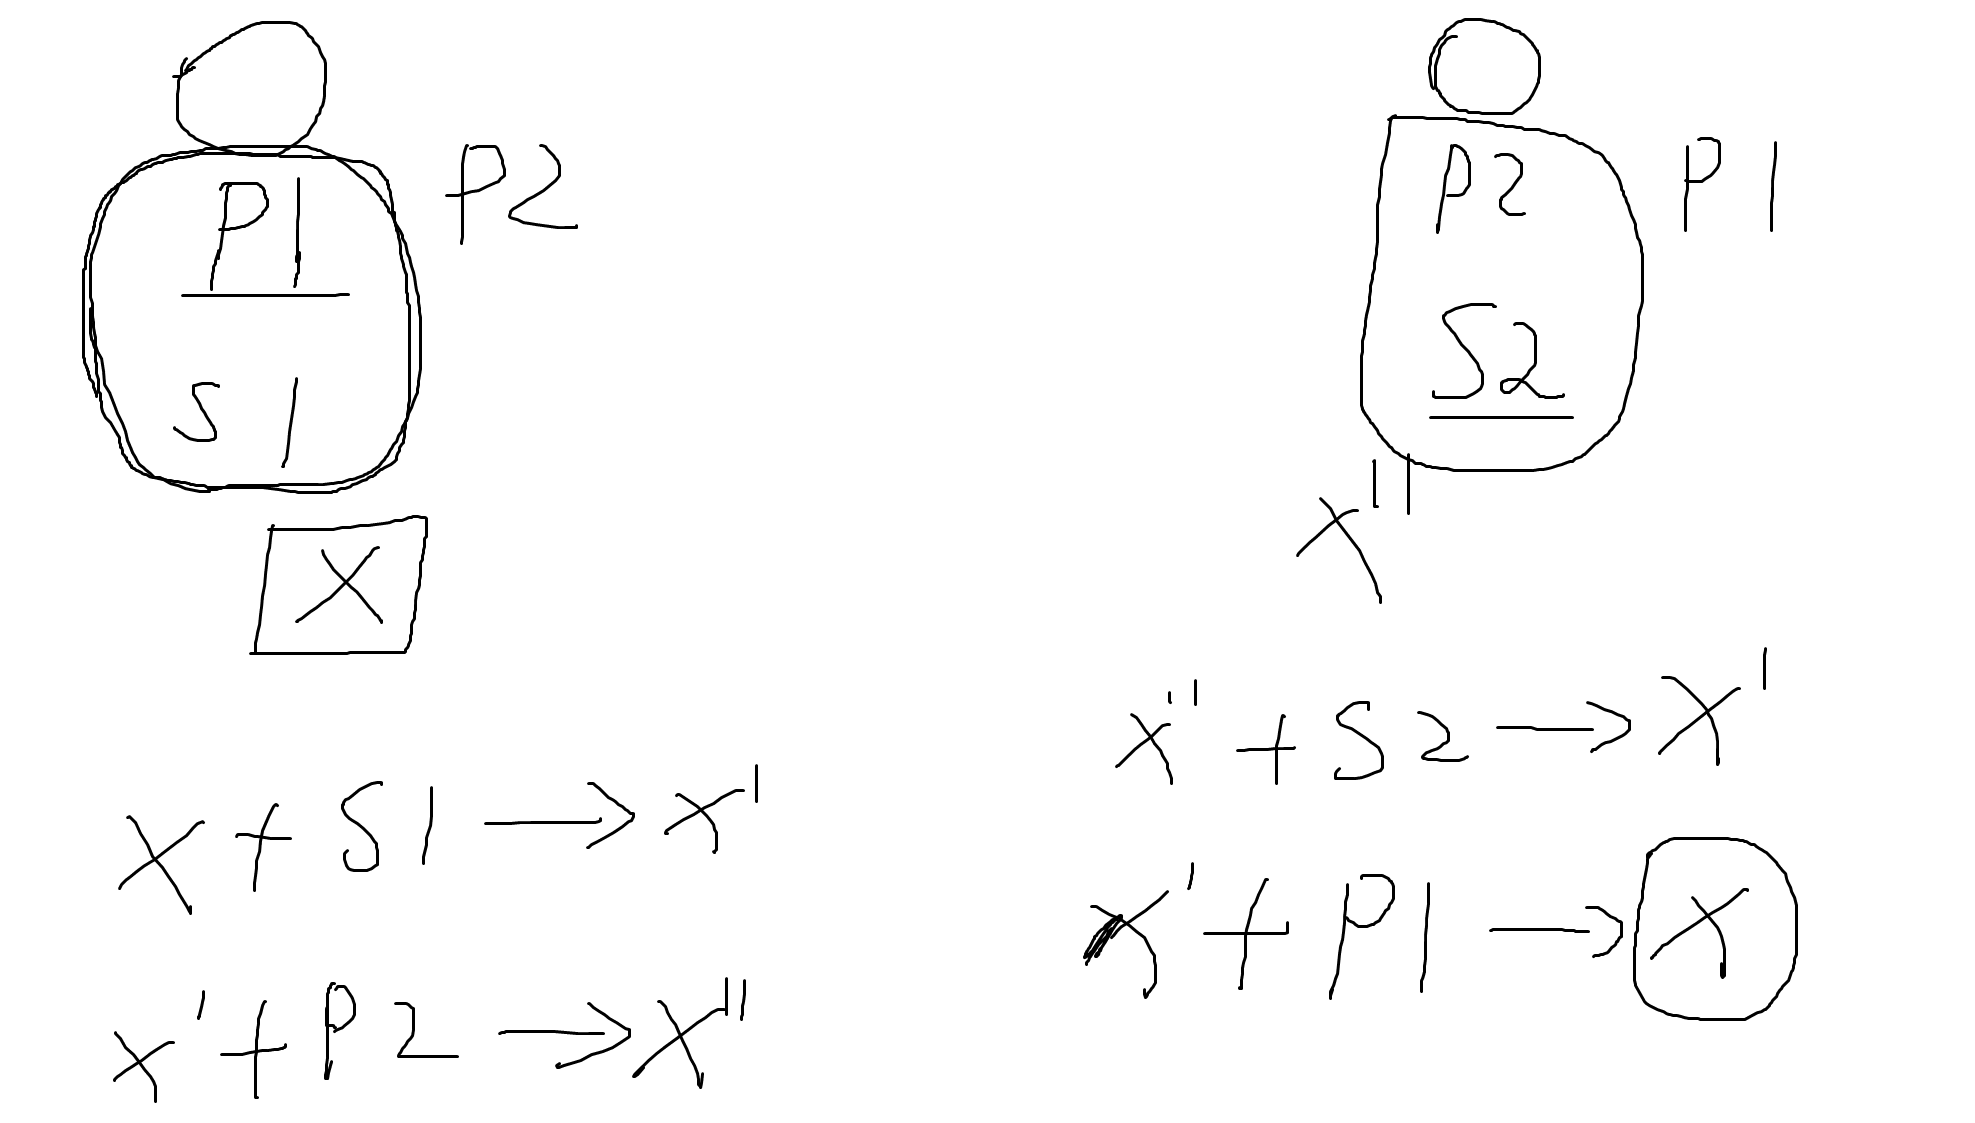 P1
S1
P2
X
x + S1 → x'
x' + P2 → x''
P2
S2
P1
x''
x'' + S2 → x'
x' + P1 → x